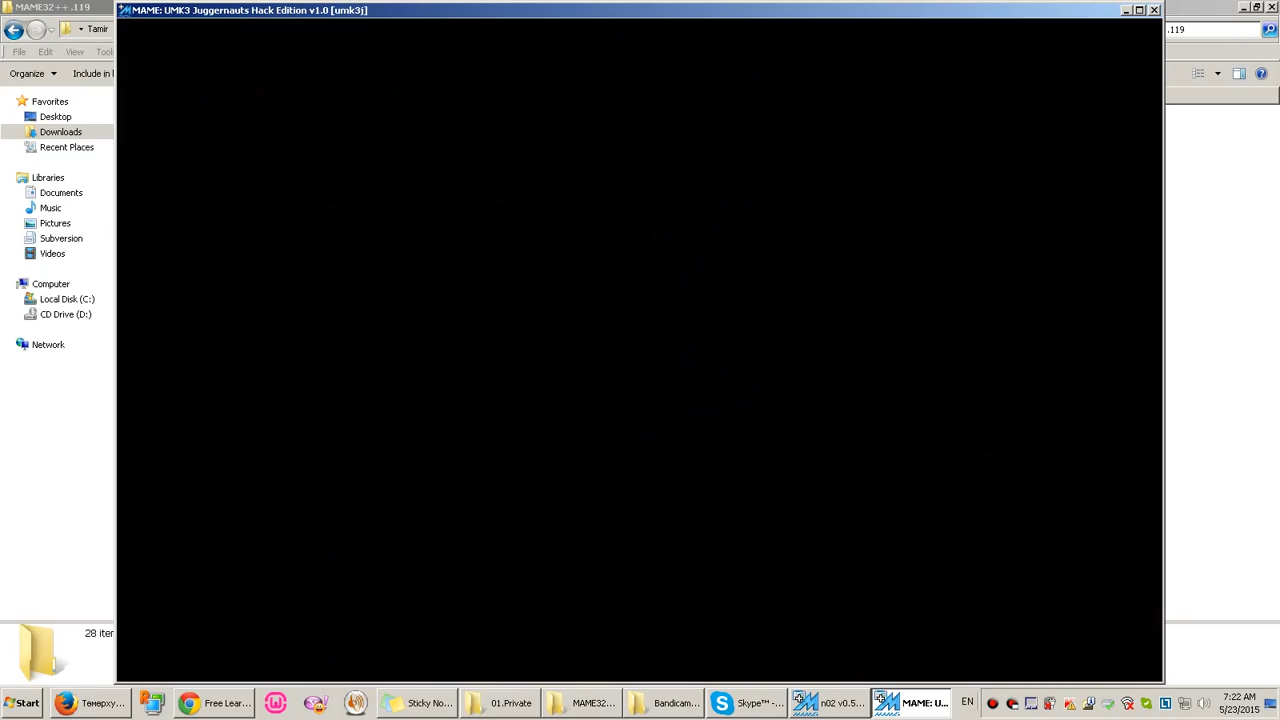 MAME32++ .119
MAME: UMK3 Juggernauts Hack Edition v1.0 [umk3j]
Tamir
.119
File Edit View Tool
Organize Include in l
Favorites
Desktop
Downloads
Recent Places
Libraries
Documents
Music
Pictures
Subversion
Videos
Computer
Local Disk (C:)
CD Drive (D:)
Network
28 iter
Start
Тенрху...
Free Lear...
Sticky No...
01.Private
MAME32...
Bandicam...
Skype™ -...
n02 v0.5...
MAME: U...
EN
7:22 AM
5/23/2015